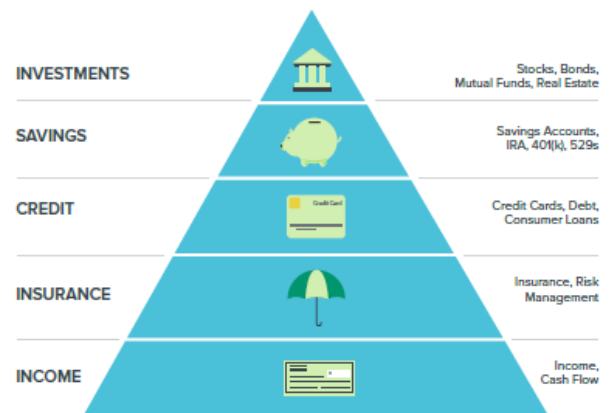 INVESTMENTS
Stocks, Bonds,
Mutual Funds, Real Estate
SAVINGS
Savings Accounts,
IRA, 401(k), 529s
CREDIT
Credit Card
Credit Cards, Debt,
Consumer Loans
INSURANCE
Insurance, Risk
Management
INCOME
Income,
Cash Flow